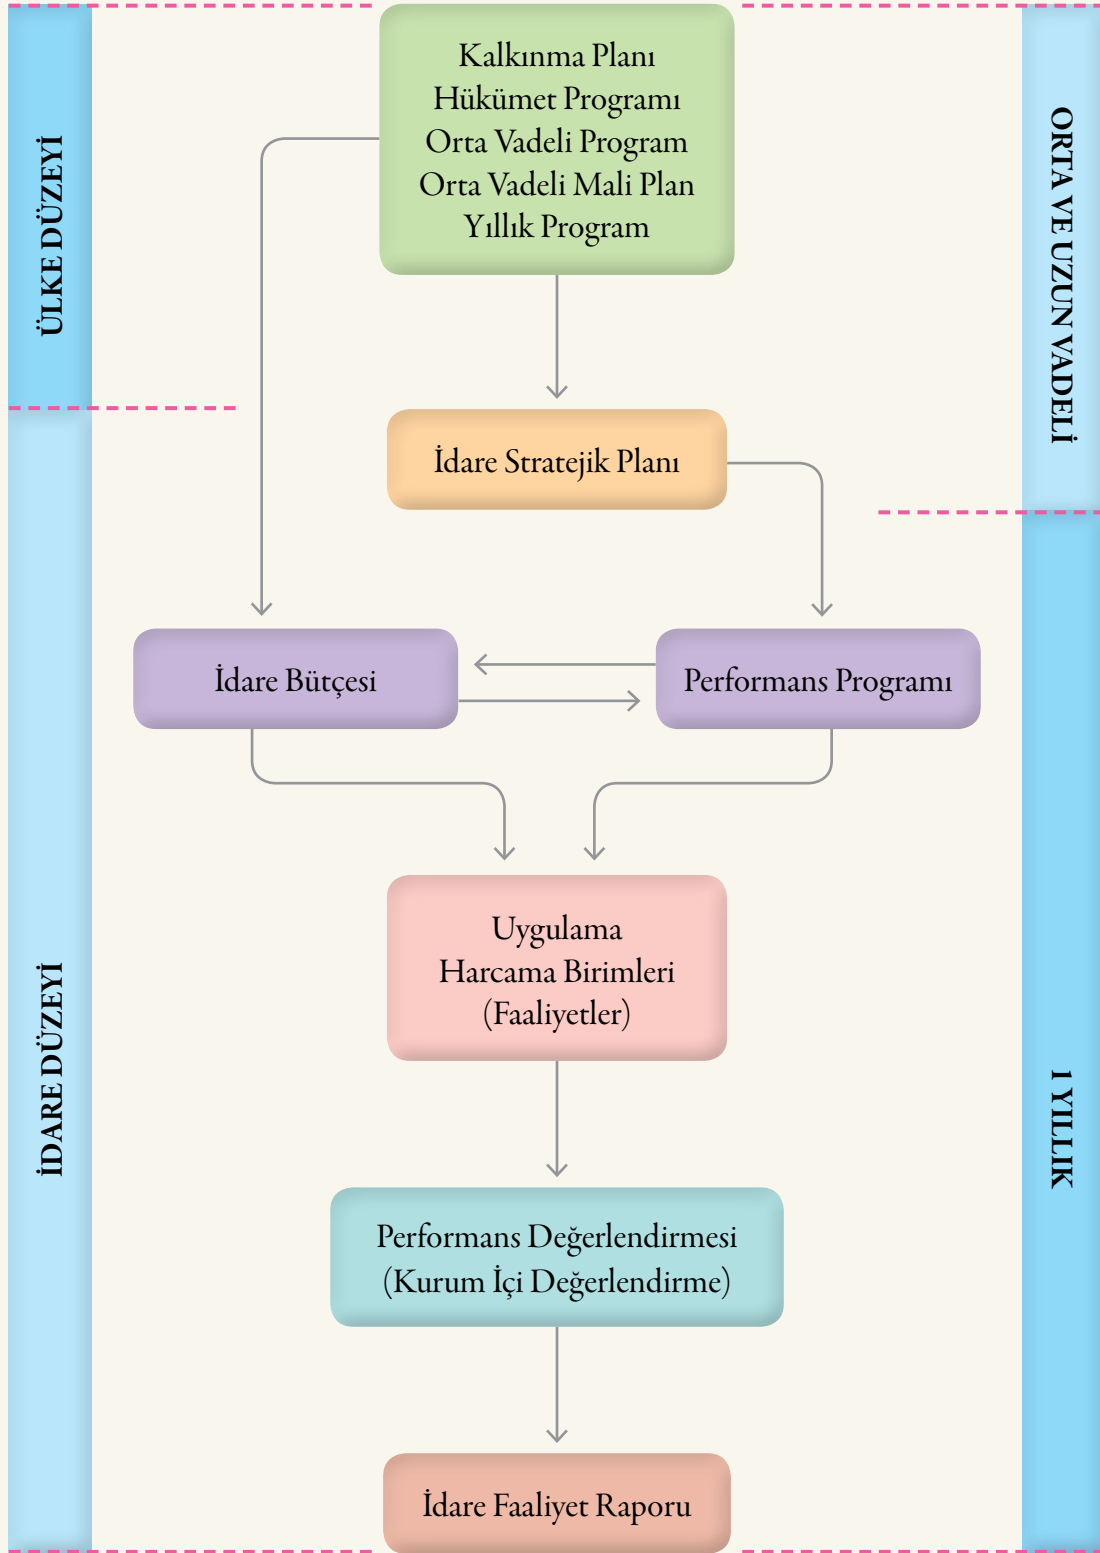 ÜLKE DÜZEYİ
ORTA VE UZUN VADELİ
Kalkınma Planı
Hükümet Programı
Orta Vadeli Program
Orta Vadeli Mali Plan
Yıllık Program
İdare Stratejik Planı
İdare Bütçesi
Performans Programı
İDARE DÜZEYİ
1 YILLIK
Uygulama
Harcama Birimleri
(Faaliyetler)
Performans Değerlendirmesi
(Kurum İçi Değerlendirme)
İdare Faaliyet Raporu